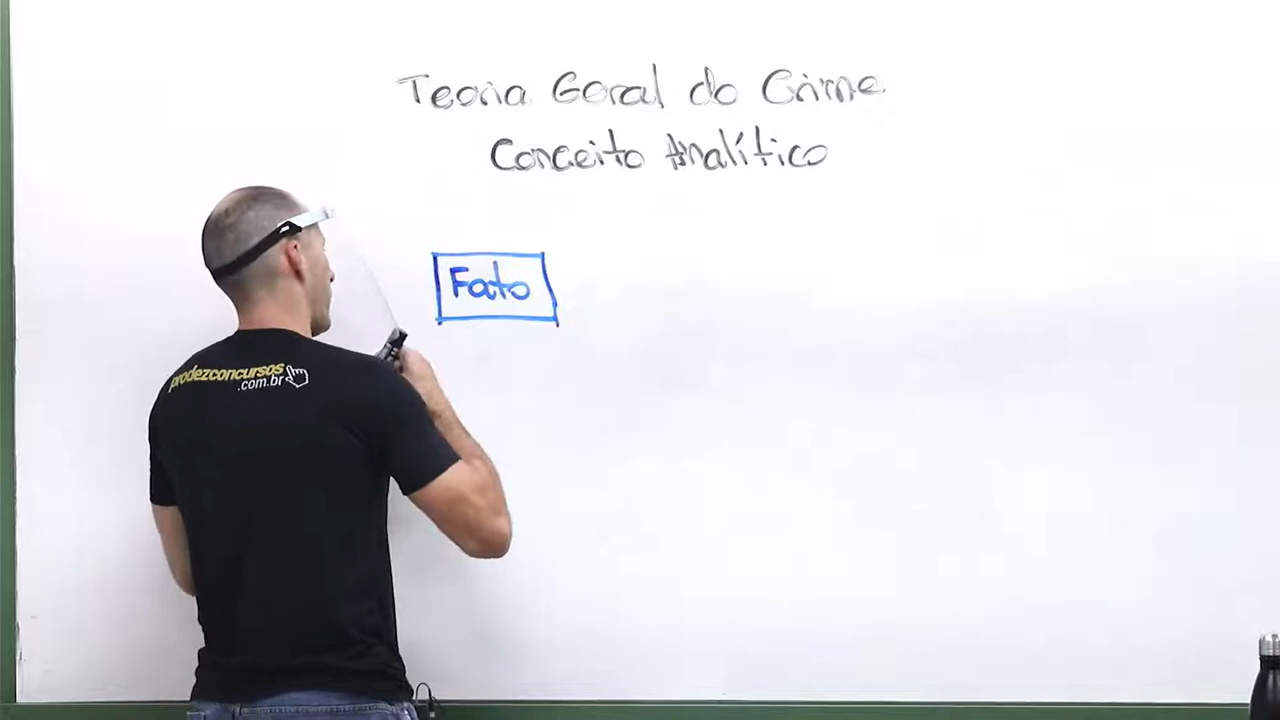 Teoria Geral do Crime
Conceito Analítico
Fato
prodezconcursos
.com.br